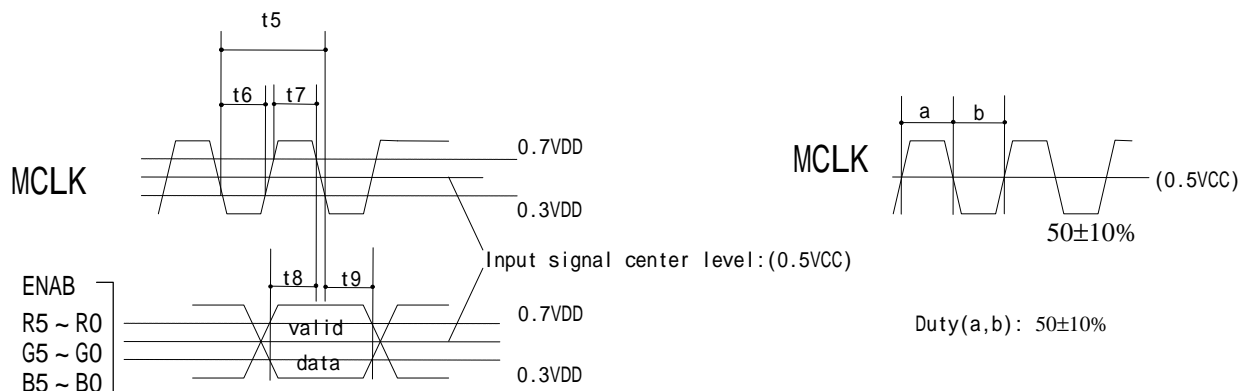 t5
t6
t7
0.7VDD
MCLK
0.3VDD
Input signal center level:(0.5VCC)
ENAB
R5 ~ R0
G5 ~ G0
B5 ~ B0
t8
t9
valid
data
0.7VDD
0.3VDD
a
b
MCLK
(0.5VCC)
50±10%
Duty(a,b): 50±10%